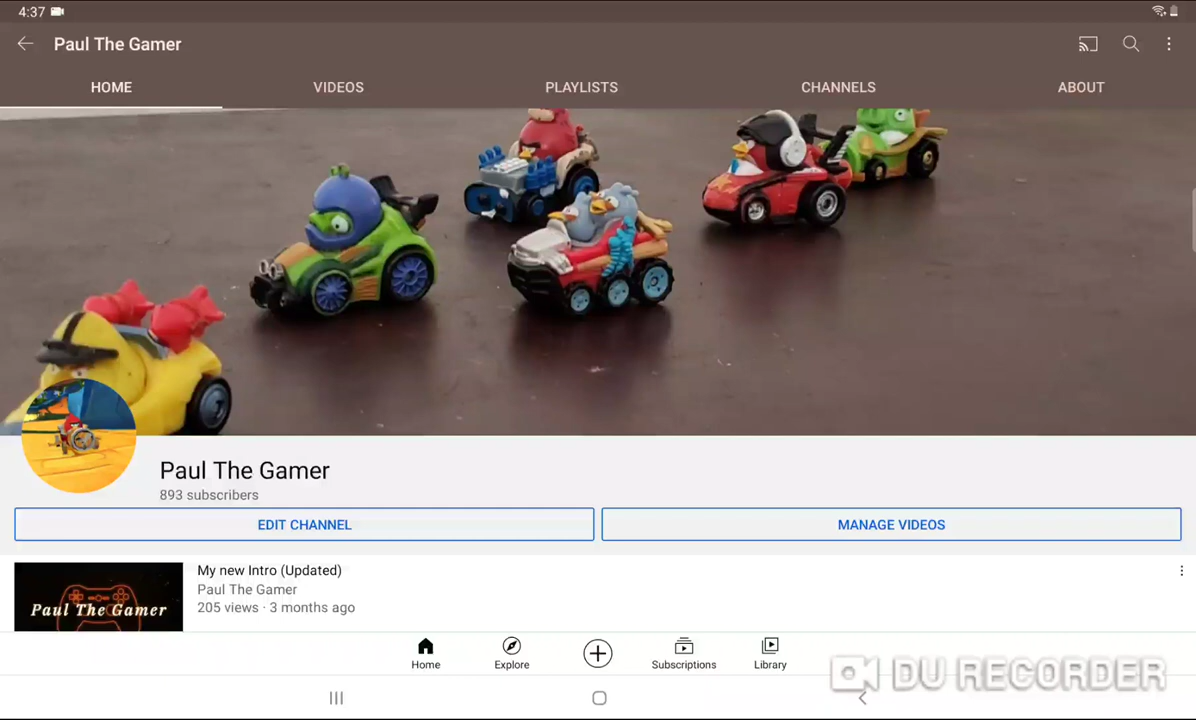 4:37
Paul The Gamer
HOME VIDEOS PLAYLISTS CHANNELS ABOUT
Paul The Gamer
893 subscribers
EDIT CHANNEL MANAGE VIDEOS
My new Intro (Updated)
Paul The Gamer
205 views · 3 months ago
Paul The Gamer
Home Explore Subscriptions Library
DU RECORDER